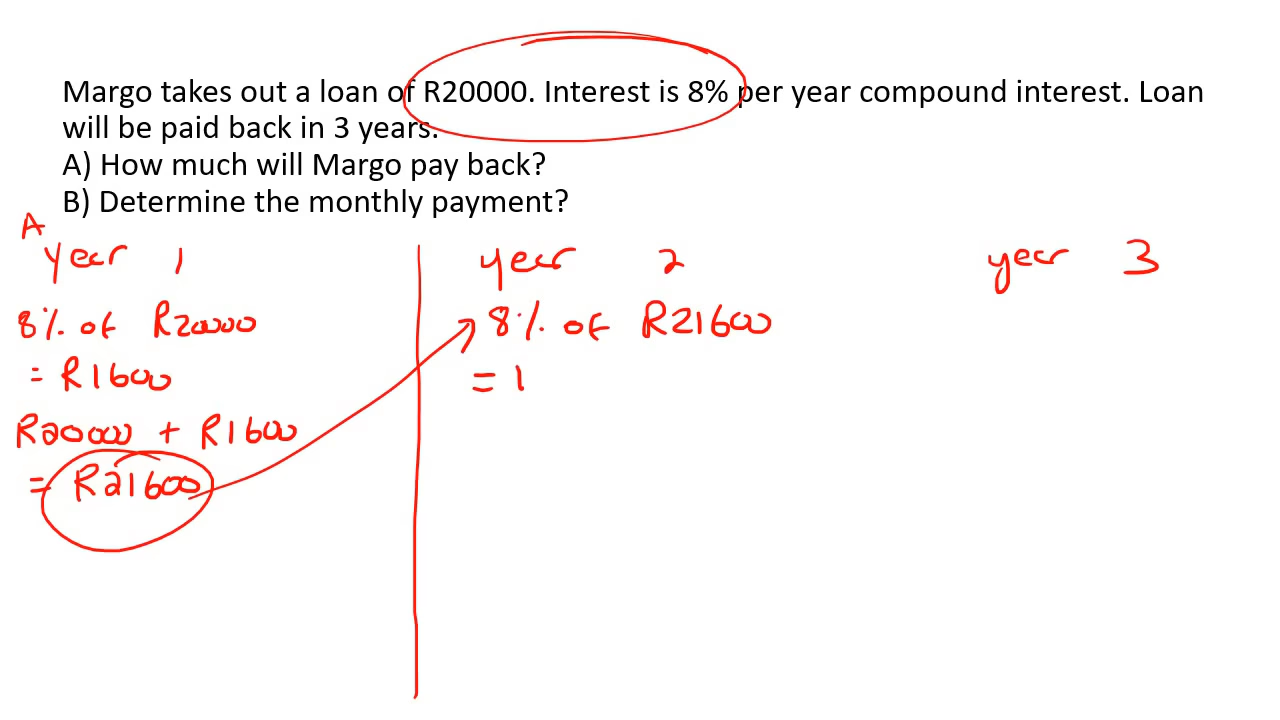 Margo takes out a loan of R20000. Interest is 8% per year compound interest. Loan
will be paid back in 3 years.
A) How much will Margo pay back?
B) Determine the monthly payment?
A
year 1
8% of R20000
= R1600
R20000 + R1600
= R21600
year 2
8% of R21600
= 1
year 3